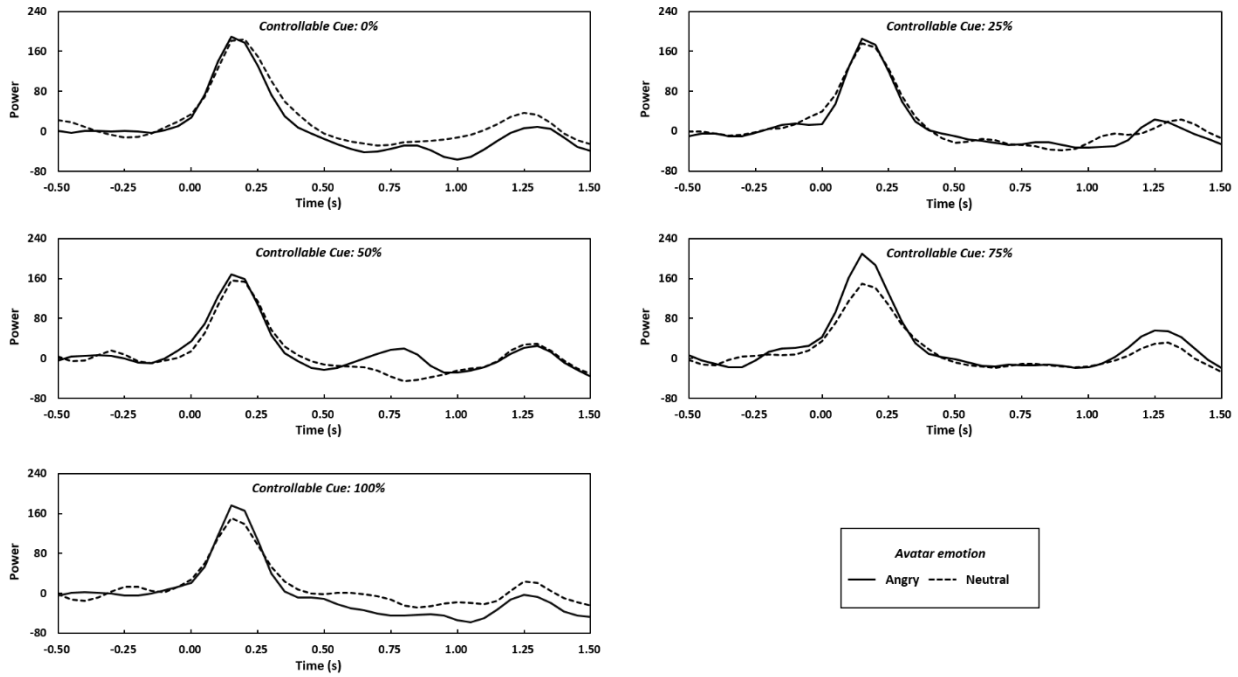 Controllable Cue: 0%
240
160
80
0
-80
Power
-0.50 -0.25 0.00 0.25 0.50 0.75 1.00 1.25 1.50
Time (s)
Controllable Cue: 25%
240
160
80
0
-80
Power
-0.50 -0.25 0.00 0.25 0.50 0.75 1.00 1.25 1.50
Time (s)
Controllable Cue: 50%
240
160
80
0
-80
Power
-0.50 -0.25 0.00 0.25 0.50 0.75 1.00 1.25 1.50
Time (s)
Controllable Cue: 75%
240
160
80
0
-80
Power
-0.50 -0.25 0.00 0.25 0.50 0.75 1.00 1.25 1.50
Time (s)
Controllable Cue: 100%
240
160
80
0
-80
Power
-0.50 -0.25 0.00 0.25 0.50 0.75 1.00 1.25 1.50
Time (s)
Avatar emotion
Angry Neutral